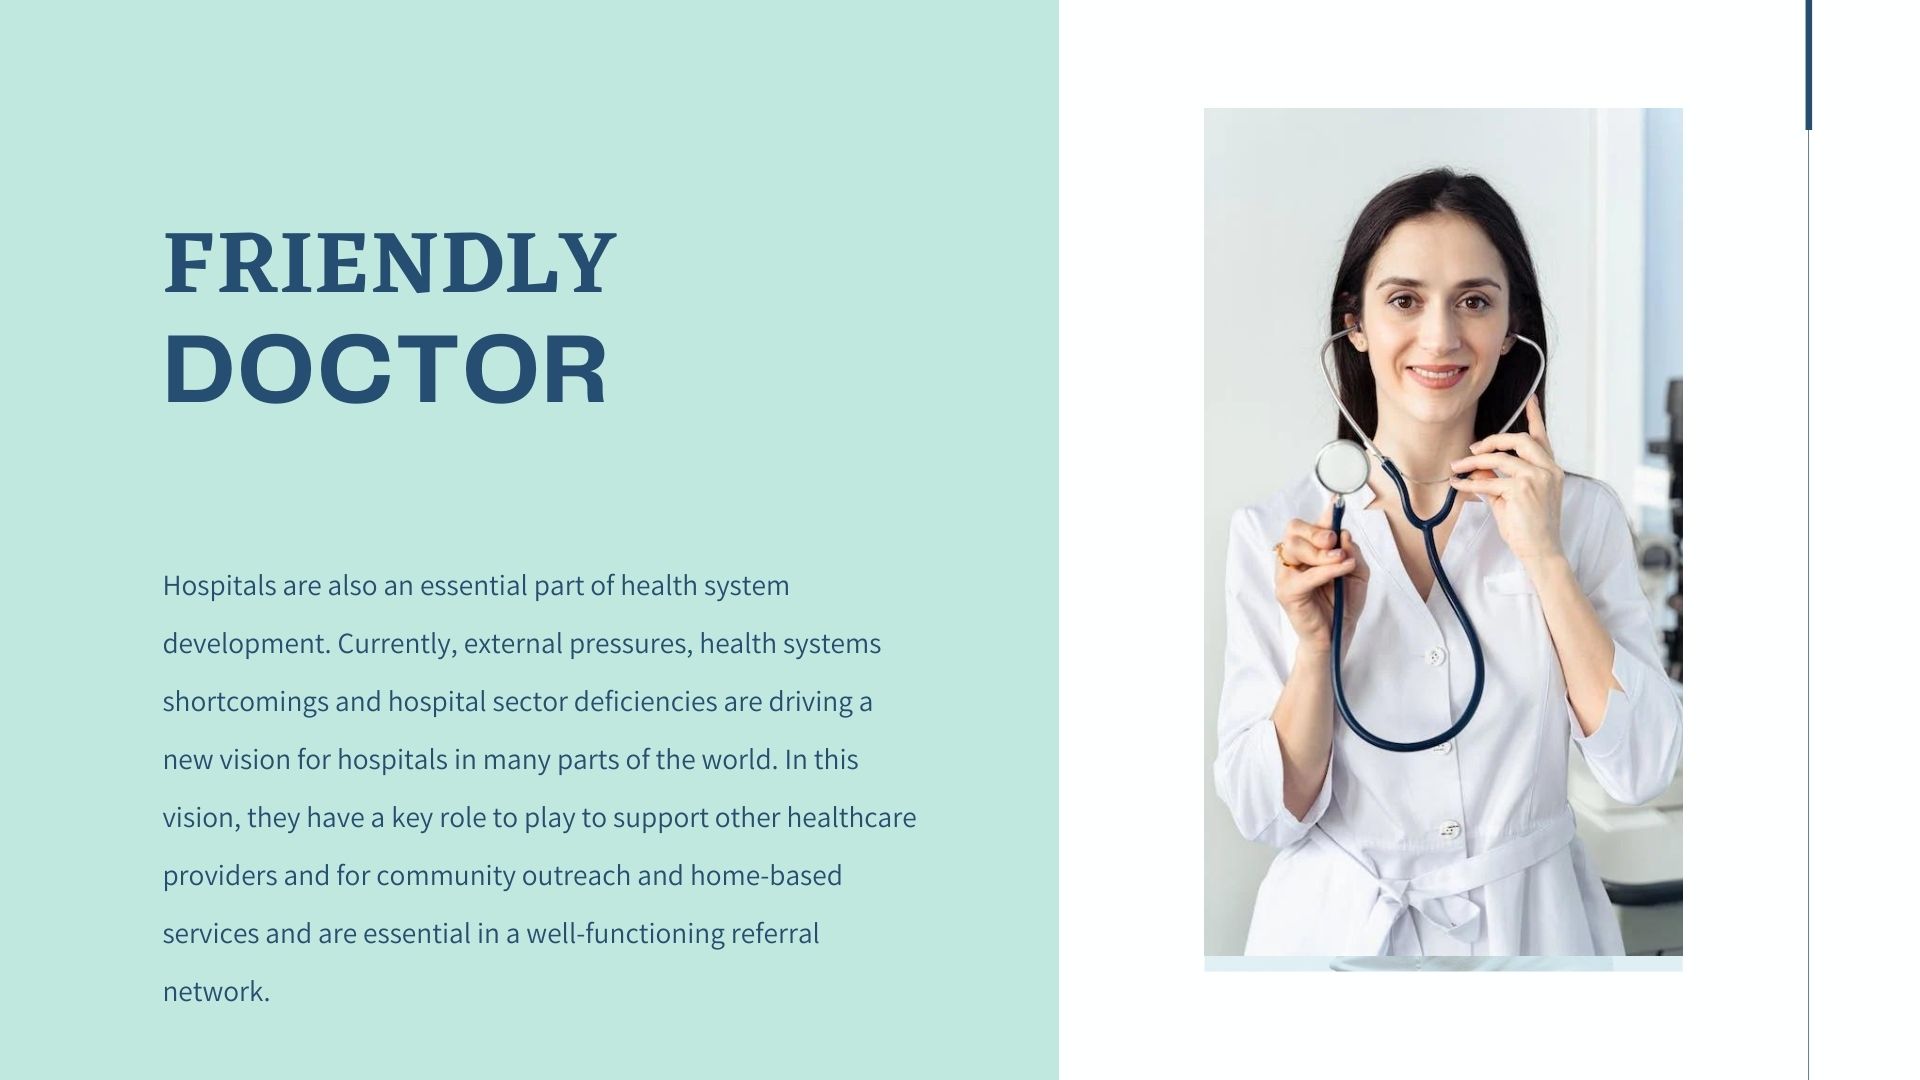 FRIENDLY
DOCTOR
Hospitals are also an essential part of health system
development. Currently, external pressures, health systems
shortcomings and hospital sector deficiencies are driving a
new vision for hospitals in many parts of the world. In this
vision, they have a key role to play to support other healthcare
providers and for community outreach and home-based
services and are essential in a well-functioning referral
network.